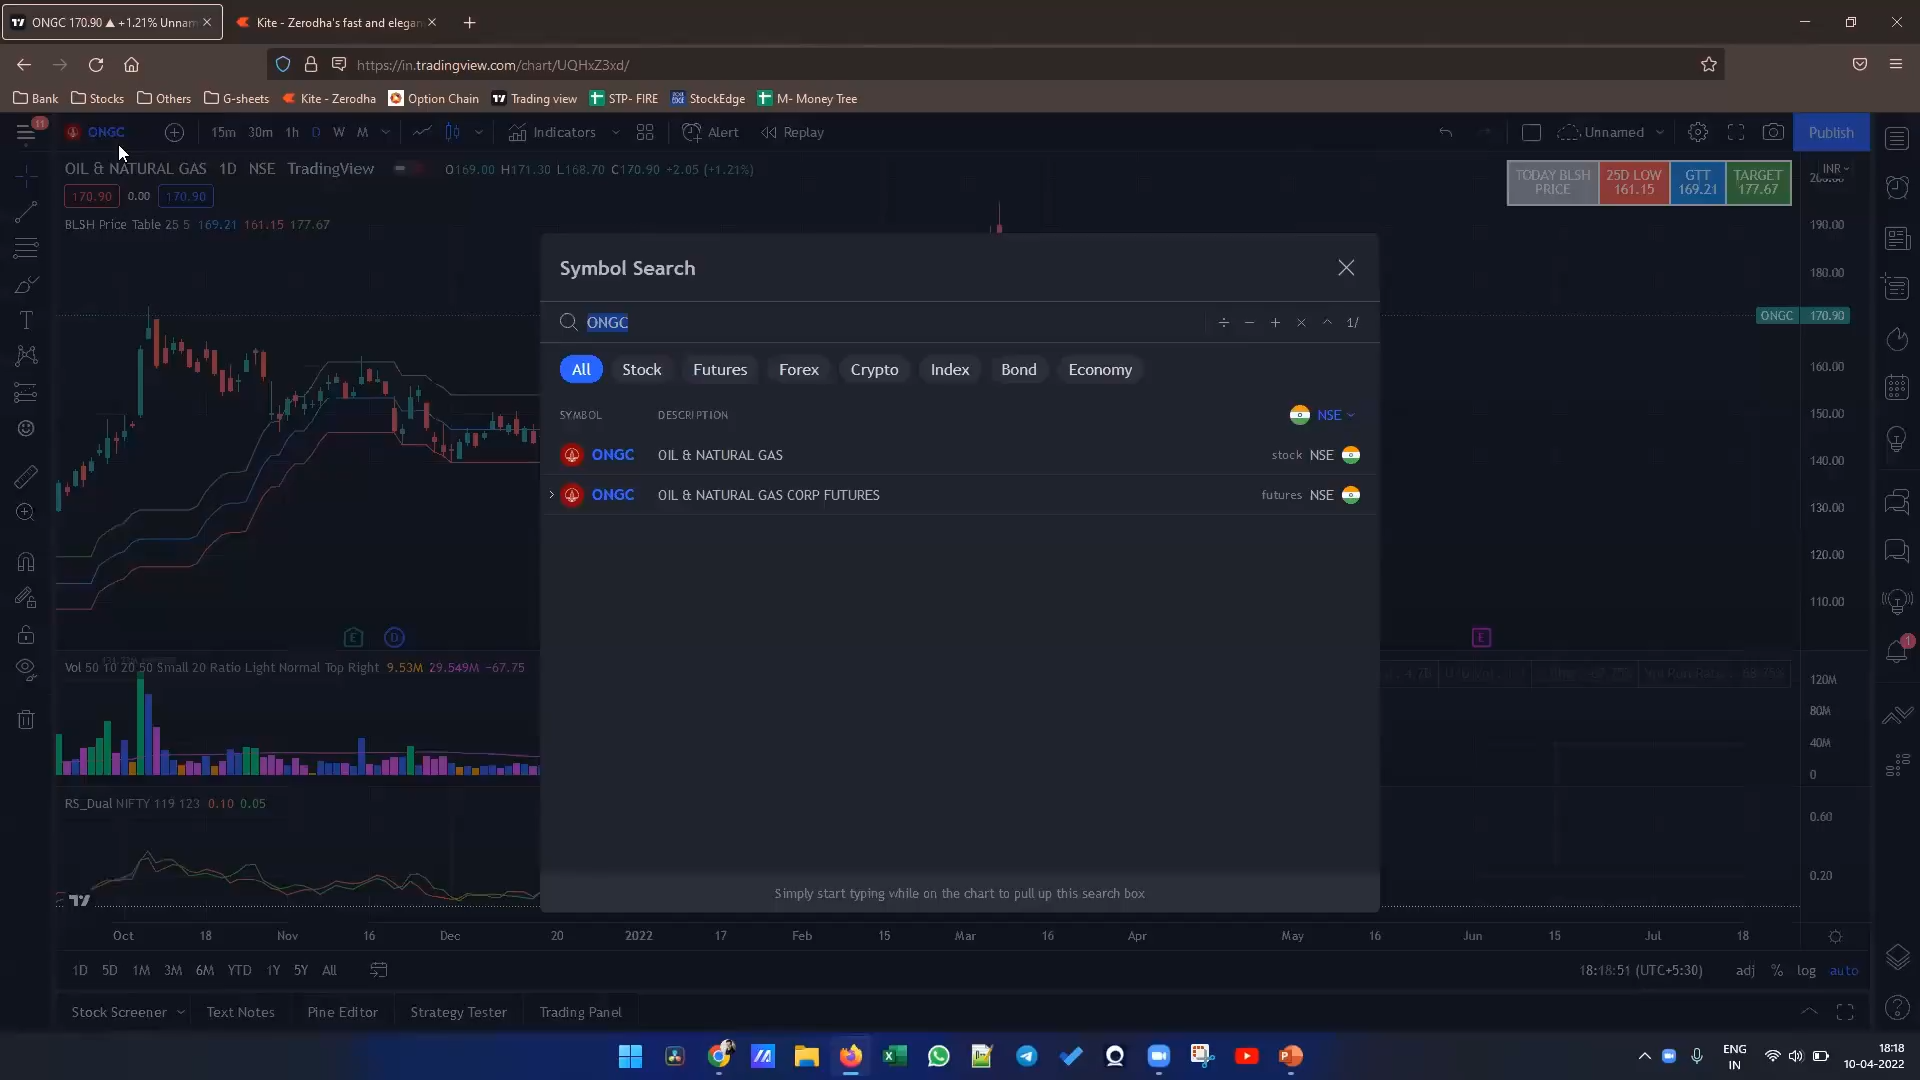 ONGC 170.90 ▲ +1.21% Unnam
Kite - Zerodha's fast and elegan
https://in.tradingview.com/chart/UQHxZ3xd/
Bank Stocks Others G-sheets Kite - Zerodha Option Chain Trading view STP- FIRE StockEdge M- Money Tree
11
ONGC 15m 30m 1h D W M Indicators Alert Replay Unnamed Publish
OIL & NATURAL GAS 1D NSE TradingView O169.00 H171.30 L168.70 C170.90 +2.05 (+1.21%)
170.90 0.00 170.90
BLSH Price Table 25 5 169.21 161.15 177.67
TODAY BLSH PRICE 25D LOW 161.15 GTT 169.21 TARGET 177.67
INR
190.00
180.00
ONGC 170.90
160.00
150.00
140.00
130.00
120.00
110.00
Symbol Search
ONGC
1/
All Stock Futures Forex Crypto Index Bond Economy
SYMBOL DESCRIPTION NSE
ONGC OIL & NATURAL GAS stock NSE
ONGC OIL & NATURAL GAS CORP FUTURES futures NSE
Simply start typing while on the chart to pull up this search box
E D E
Vol 50 10 20 50 Small 20 Ratio Light Normal Top Right 9.53M 29.549M −67.75
120M
80M
40M
0
RS_Dual NIFTY 119 123 0.10 0.05
0.60
0.20
Oct 18 Nov 16 Dec 20 2022 17 Feb 15 Mar 16 Apr May 16 Jun 15 Jul 18
1D 5D 1M 3M 6M YTD 1Y 5Y All 18:18:51 (UTC+5:30) adj % log auto
Stock Screener Text Notes Pine Editor Strategy Tester Trading Panel
1
ENG IN
18:18
10-04-2022